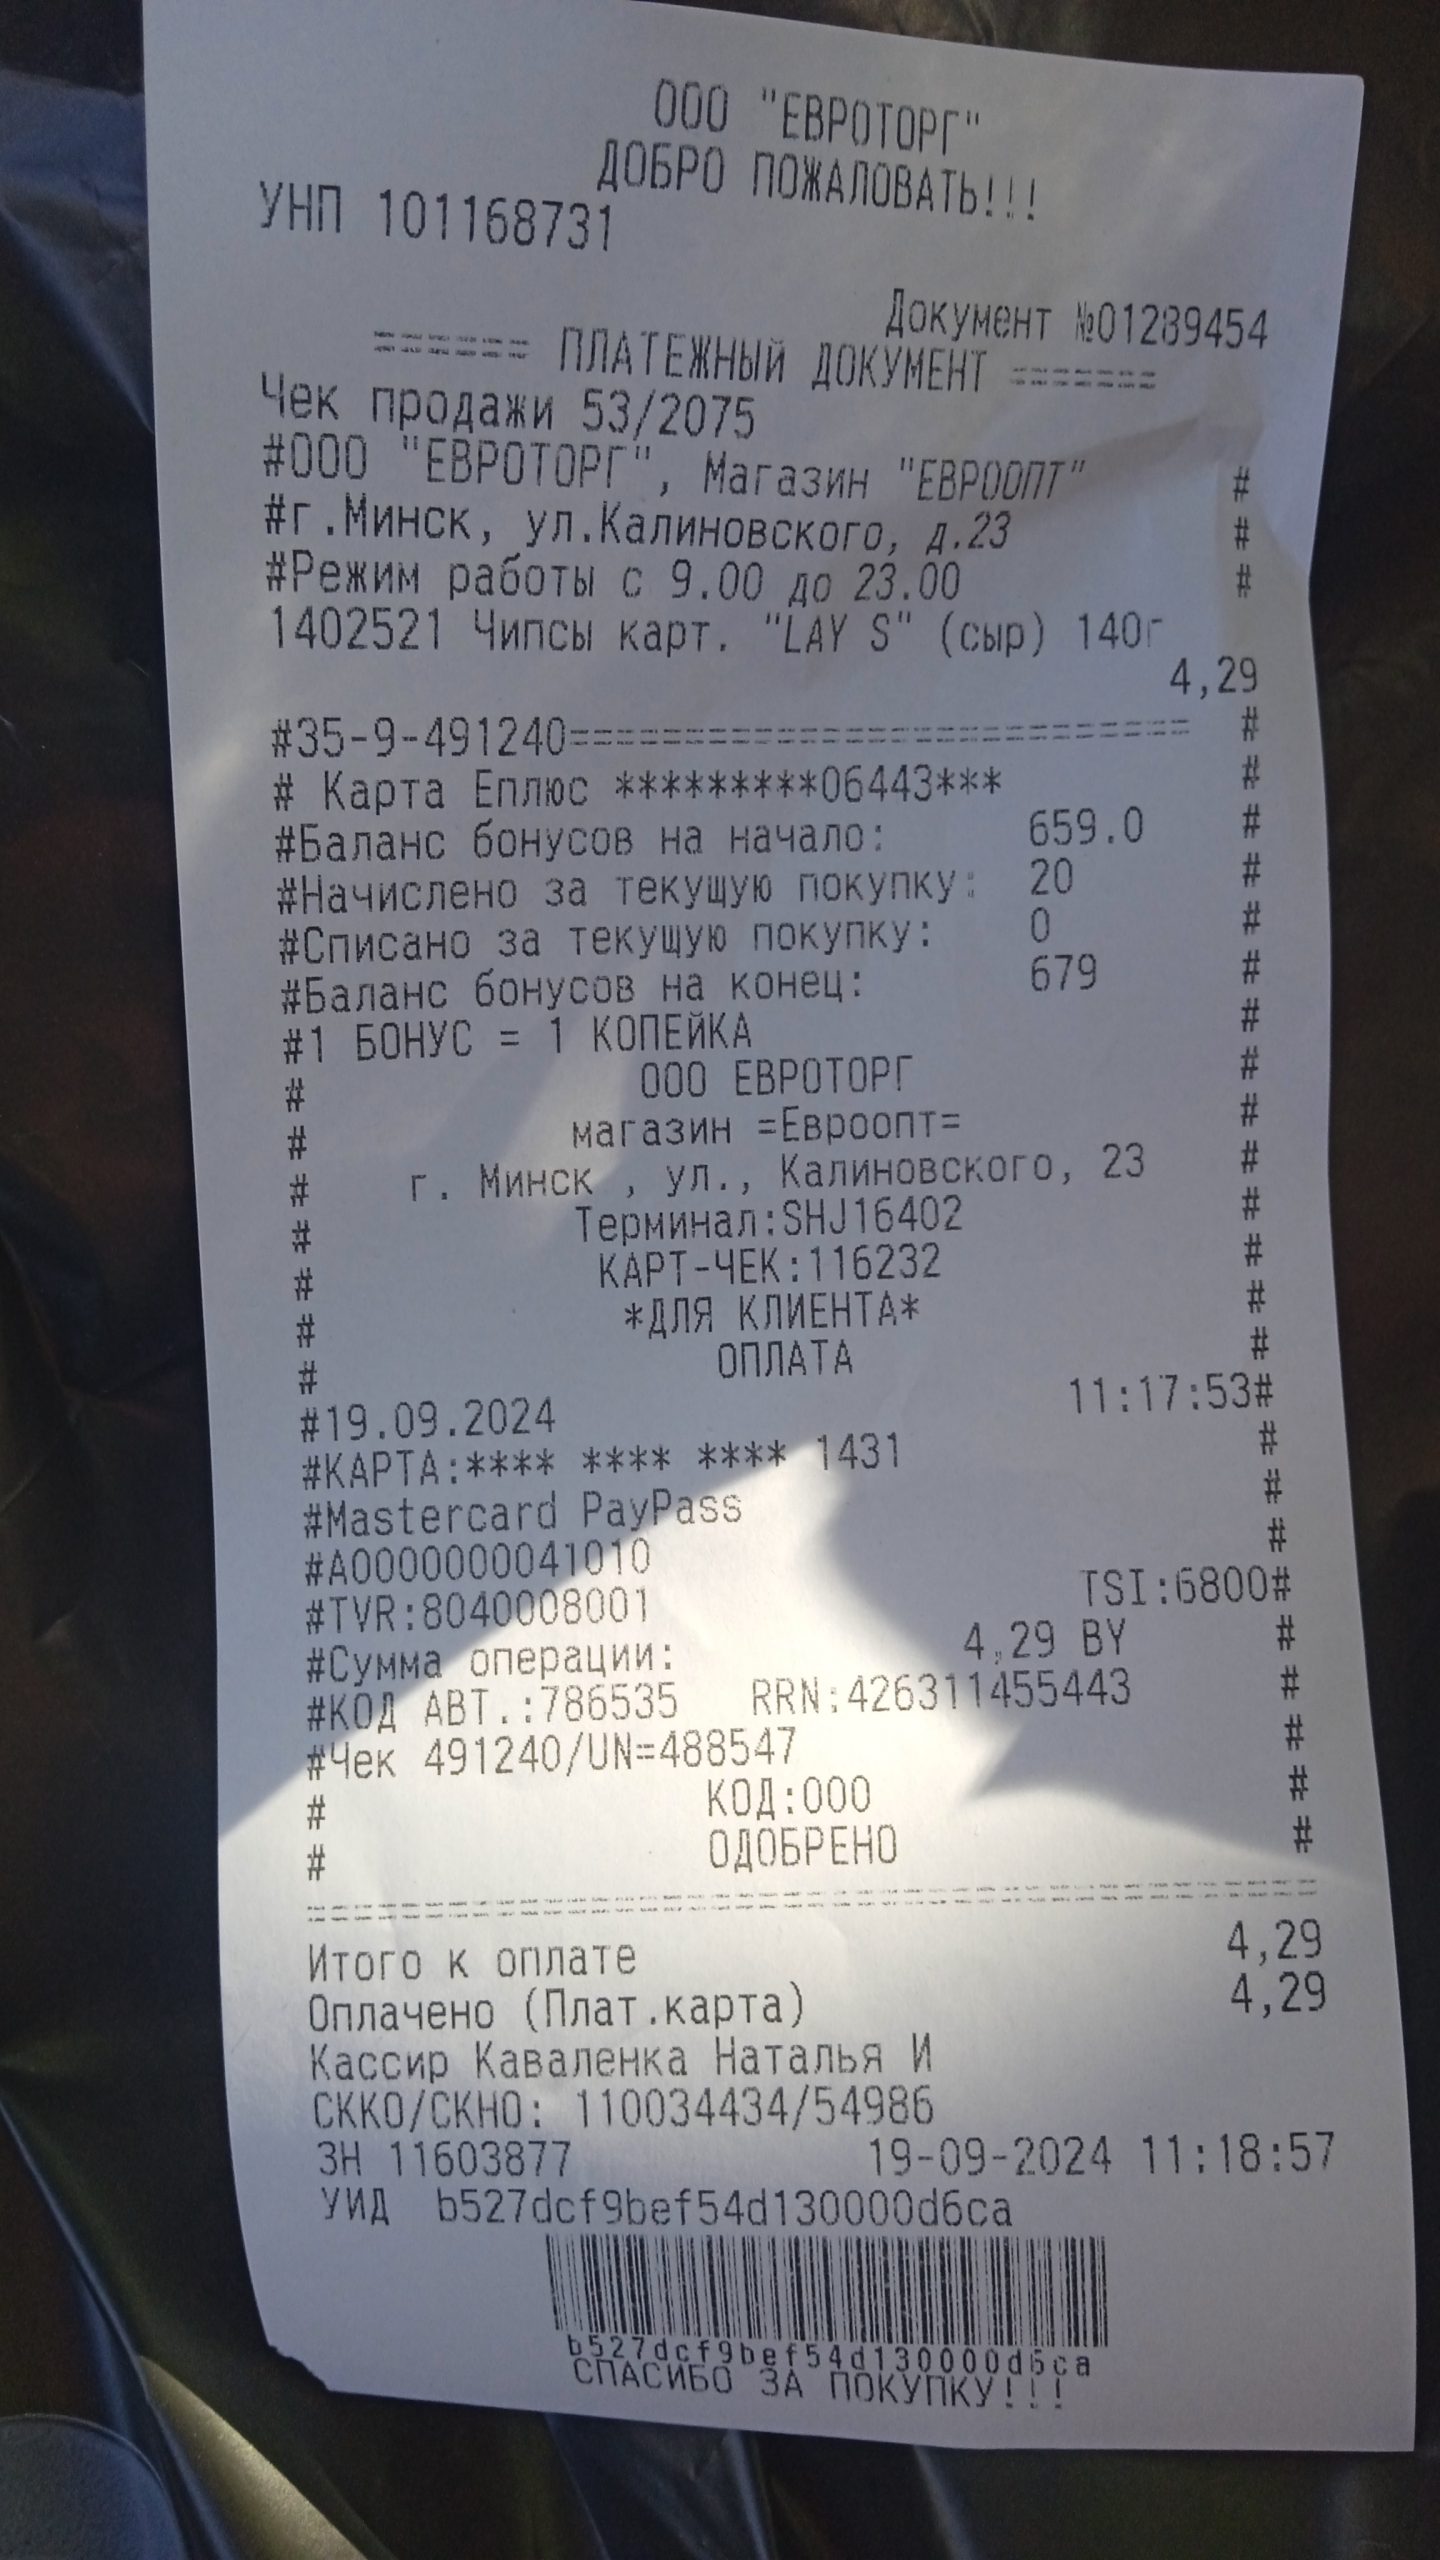 ООО "ЕВРОТОРГ"
ДОБРО ПОЖАЛОВАТЬ!!!
УНП 101168731
Документ №01289454
====== ПЛАТЕЖНЫЙ ДОКУМЕНТ ======
Чек продажи 53/2075
#ООО "ЕВРОТОРГ", Магазин "ЕВРООПТ" #
#г.Минск, ул.Калиновского, д.23 #
#Режим работы с 9.00 до 23.00 #
1402521 Чипсы карт. "LAY S" (сыр) 140г
4,29
#35-9-491240========================== #
# Карта Еплюс *********06443*** #
#Баланс бонусов на начало: 659.0 #
#Начислено за текущую покупку: 20 #
#Списано за текущую покупку: 0 #
#Баланс бонусов на конец: 679 #
#1 БОНУС = 1 КОПЕЙКА #
# ООО ЕВРОТОРГ #
# магазин =Евроопт= #
# г. Минск , ул., Калиновского, 23 #
# Терминал:SHJ16402 #
# КАРТ-ЧЕК:116232 #
# *ДЛЯ КЛИЕНТА* #
# ОПЛАТА #
#19.09.2024 11:17:53#
#КАРТА:**** **** **** 1431 #
#Mastercard PayPass #
#A0000000041010 #
#TVR:8040008001 TSI:6800#
#Сумма операции: 4,29 BY #
#КОД АВТ.:786535 RRN:426311455443 #
#Чек 491240/UN=488547 #
# КОД:000 #
# ОДОБРЕНО #
===========================================
Итого к оплате 4,29
Оплачено (Плат.карта) 4,29
Кассир Каваленка Наталья И
СККО/СКНО: 110034434/54986
ЗН 11603877 19-09-2024 11:18:57
УИД b527dcf9bef54d130000d6ca
b527dcf9bef54d130000d6ca
СПАСИБО ЗА ПОКУПКУ!!!